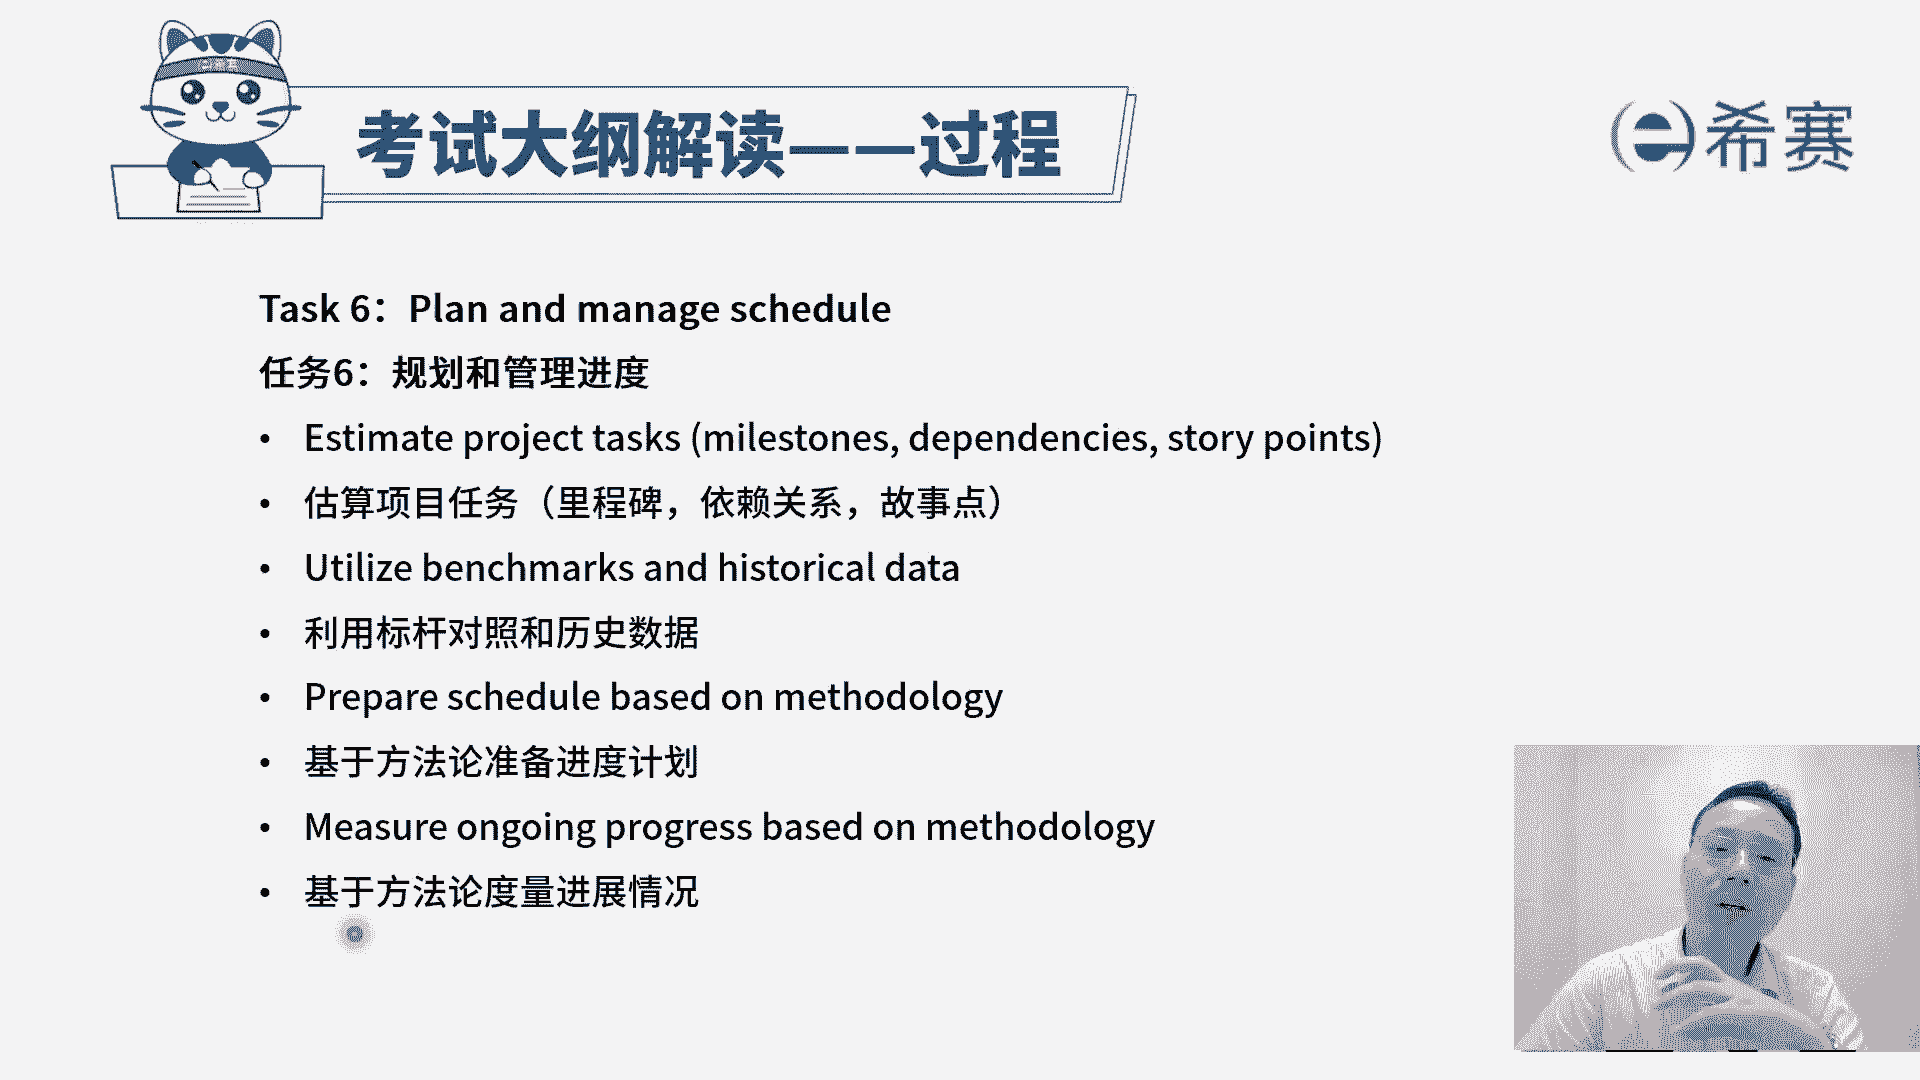 考试大纲解读——过程
希赛
Task 6：Plan and manage schedule
任务6：规划和管理进度
• Estimate project tasks (milestones, dependencies, story points)
• 估算项目任务（里程碑，依赖关系，故事点）
• Utilize benchmarks and historical data
• 利用标杆对照和历史数据
• Prepare schedule based on methodology
• 基于方法论准备进度计划
• Measure ongoing progress based on methodology
• 基于方法论度量进展情况